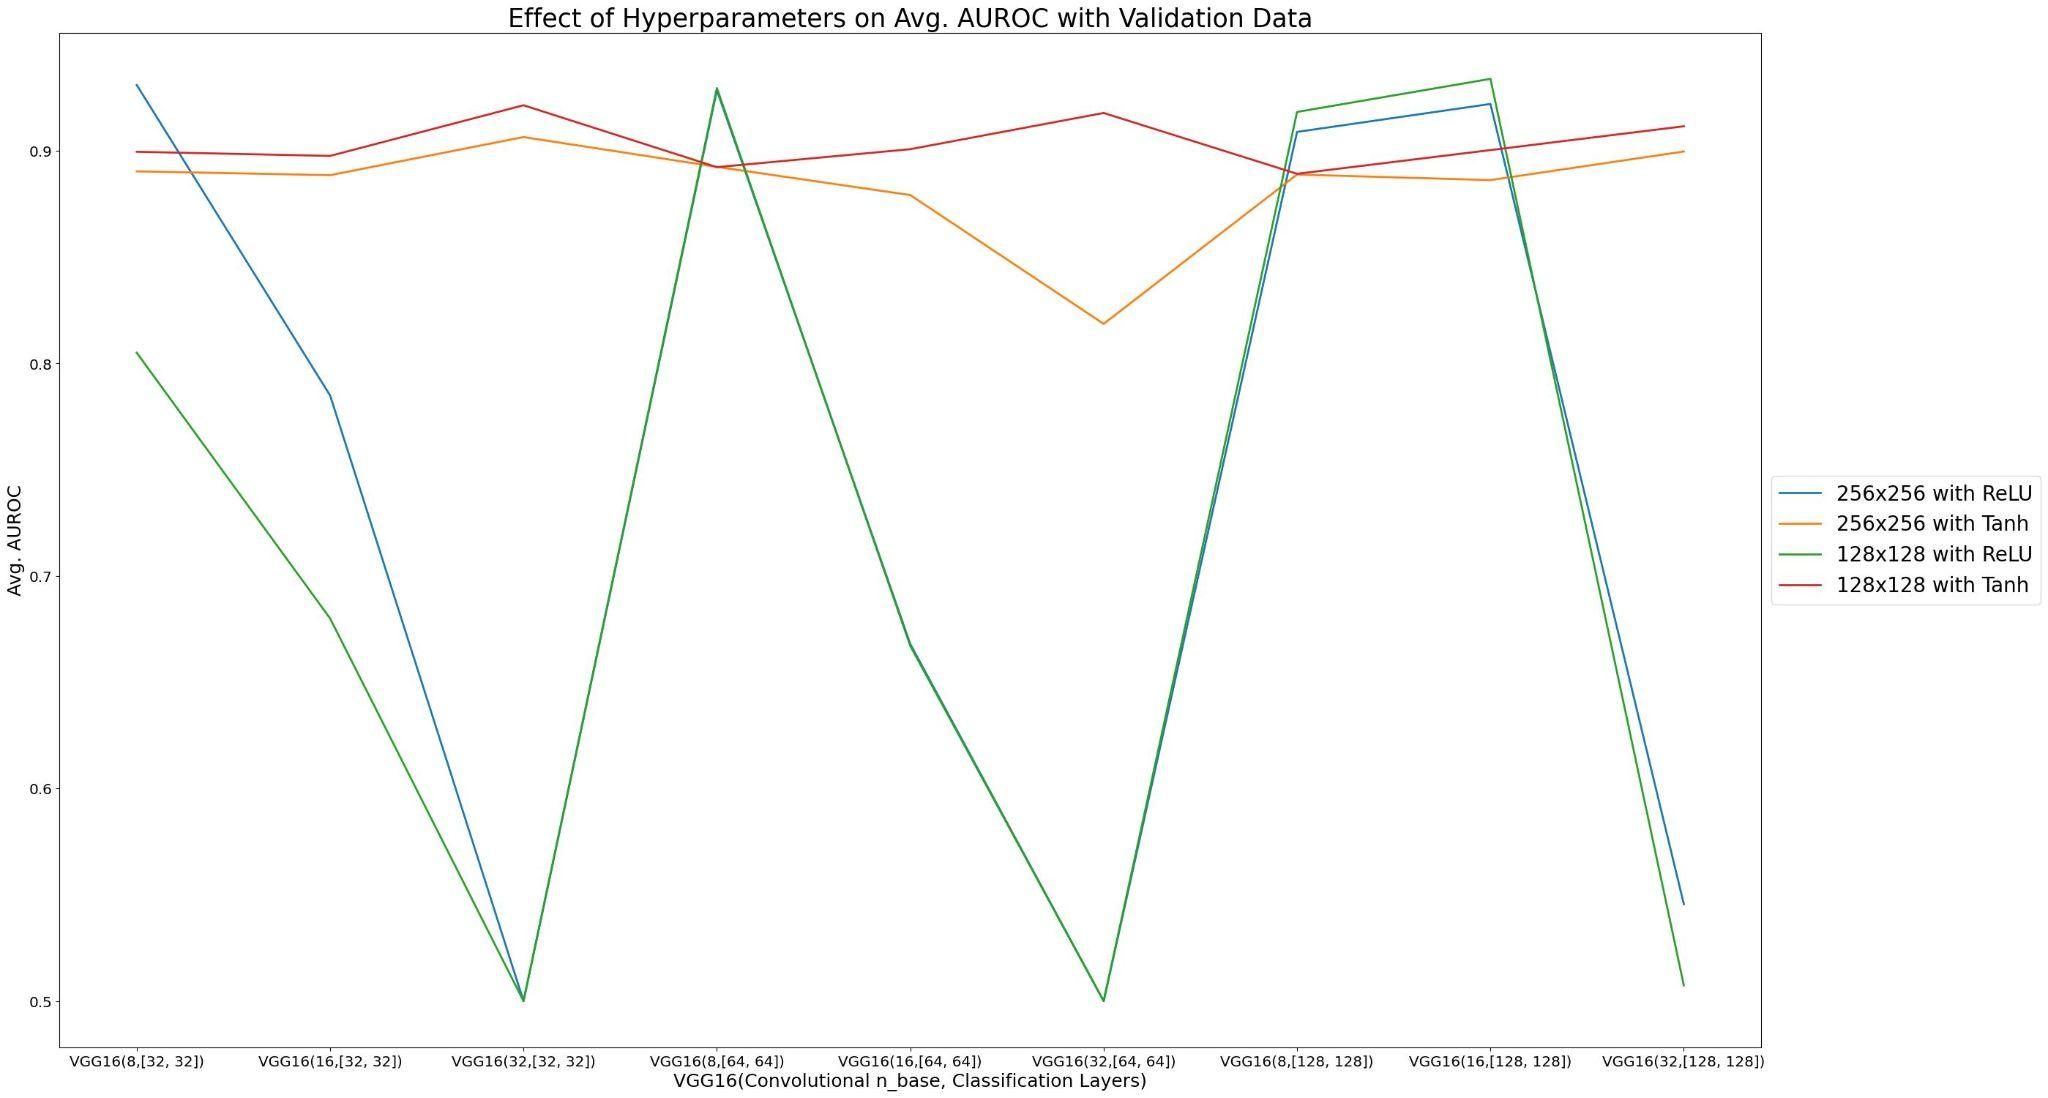 Effect of Hyperparameters on Avg. AUROC with Validation Data
Avg. AUROC
0.9
0.8
0.7
0.6
0.5
256x256 with ReLU
256x256 with Tanh
128x128 with ReLU
128x128 with Tanh
VGG16(8,[32, 32]) VGG16(16,[32, 32]) VGG16(32,[32, 32]) VGG16(8,[64, 64]) VGG16(16,[64, 64]) VGG16(32,[64, 64]) VGG16(8,[128, 128]) VGG16(16,[128, 128]) VGG16(32,[128, 128])
VGG16(Convolutional n_base, Classification Layers)